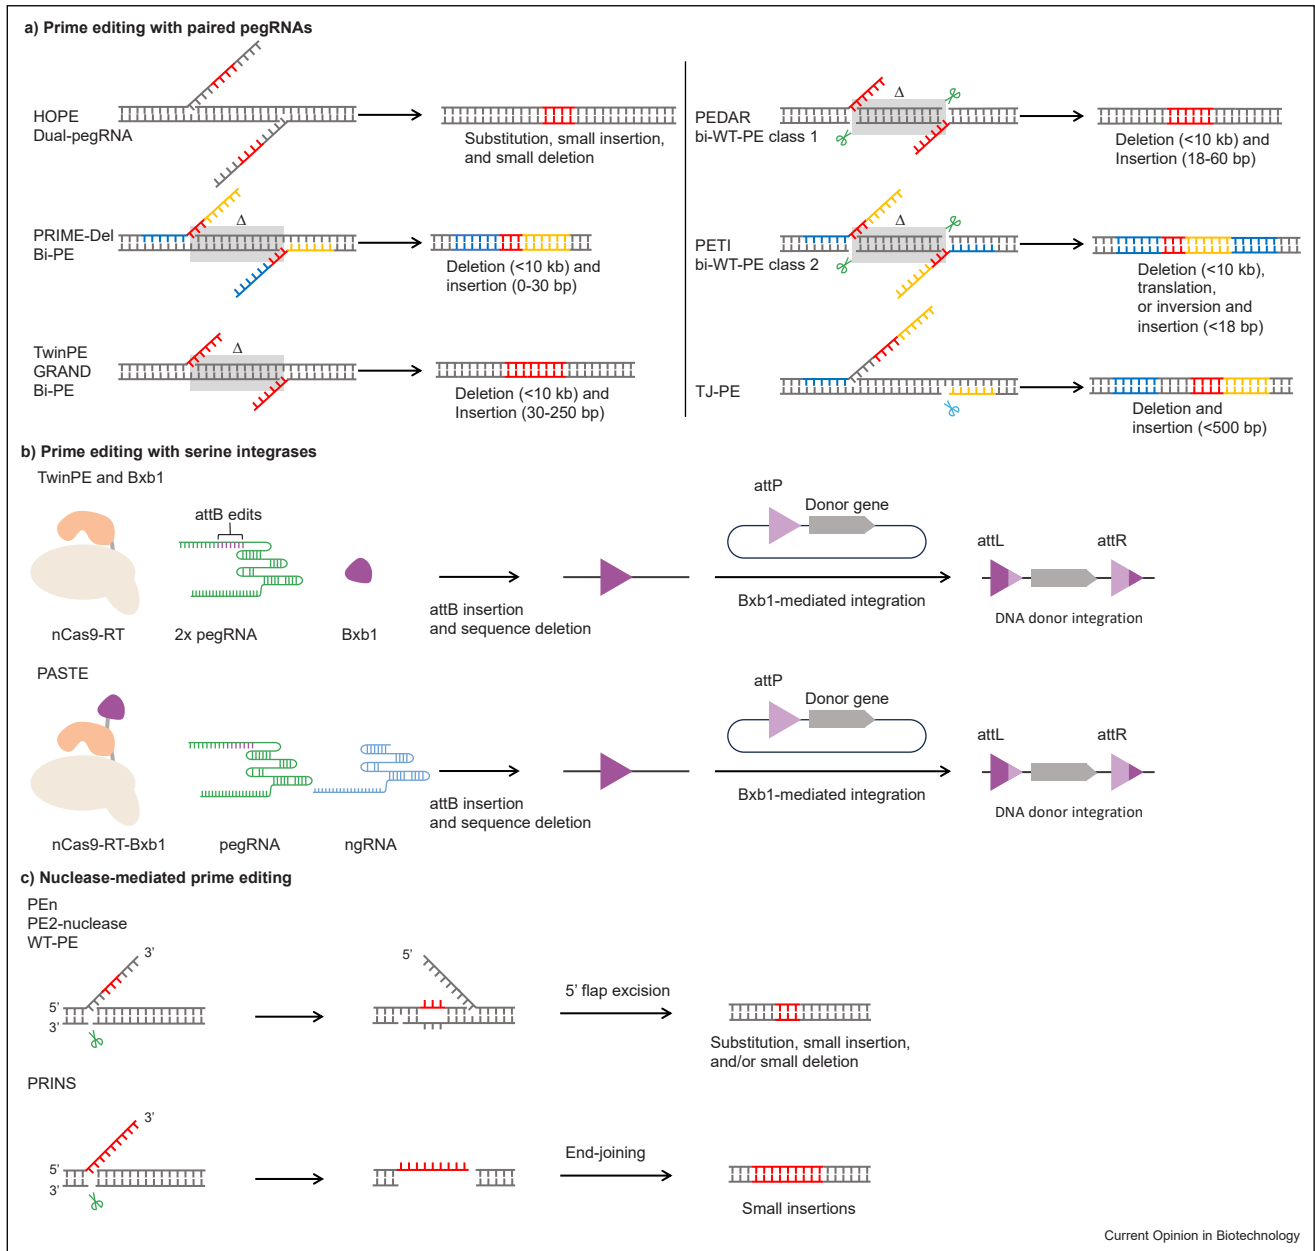 a) Prime editing with paired pegRNAs
HOPE
Dual-pegRNA
Substitution, small insertion,
and small deletion
PRIME-Del
Bi-PE
Δ
Deletion (<10 kb) and
insertion (0-30 bp)
TwinPE
GRAND
Bi-PE
Δ
Deletion (<10 kb) and
Insertion (30-250 bp)
PEDAR
bi-WT-PE class 1
Δ
Deletion (<10 kb) and
Insertion (18-60 bp)
PETI
bi-WT-PE class 2
Δ
Deletion (<10 kb),
translation,
or inversion and
insertion (<18 bp)
TJ-PE
Deletion and
insertion (<500 bp)
b) Prime editing with serine integrases
TwinPE and Bxb1
attB edits
nCas9-RT
2x pegRNA
Bxb1
attB insertion
and sequence deletion
attP
Donor gene
Bxb1-mediated integration
attL
attR
DNA donor integration
PASTE
nCas9-RT-Bxb1
pegRNA
ngRNA
attB insertion
and sequence deletion
attP
Donor gene
Bxb1-mediated integration
attL
attR
DNA donor integration
c) Nuclease-mediated prime editing
PEn
PE2-nuclease
WT-PE
3'
5'
3'
5'
5' flap excision
Substitution, small insertion,
and/or small deletion
PRINS
3'
5'
3'
End-joining
Small insertions
Current Opinion in Biotechnology